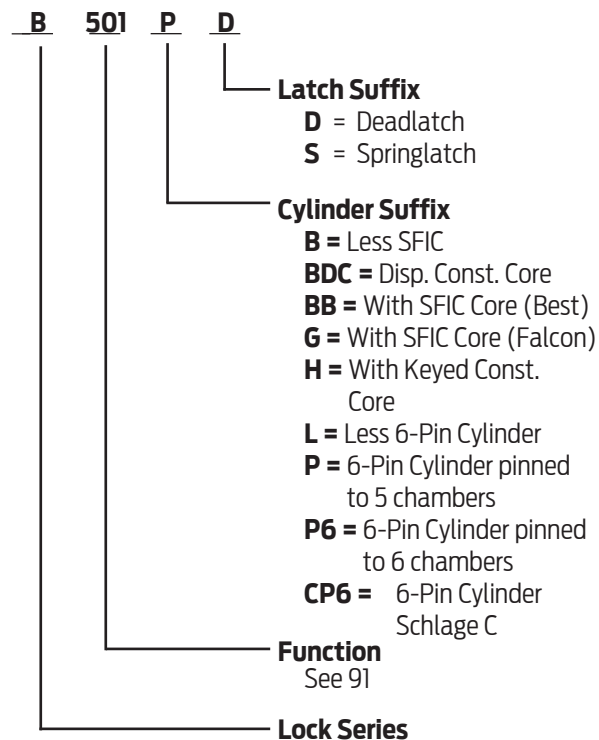 B 501 P D
Latch Suffix
D = Deadlatch
S = Springlatch
Cylinder Suffix
B = Less SFIC
BDC = Disp. Const. Core
BB = With SFIC Core (Best)
G = With SFIC Core (Falcon)
H = With Keyed Const.
Core
L = Less 6-Pin Cylinder
P = 6-Pin Cylinder pinned
to 5 chambers
P6 = 6-Pin Cylinder pinned
to 6 chambers
CP6 = 6-Pin Cylinder
Schlage C
Function
See 91
Lock Series